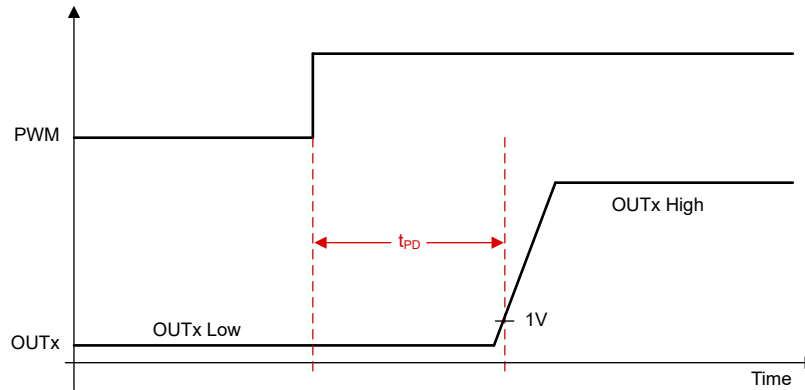 PWM
OUTx High
tPD
1V
OUTx Low
OUTx
Time